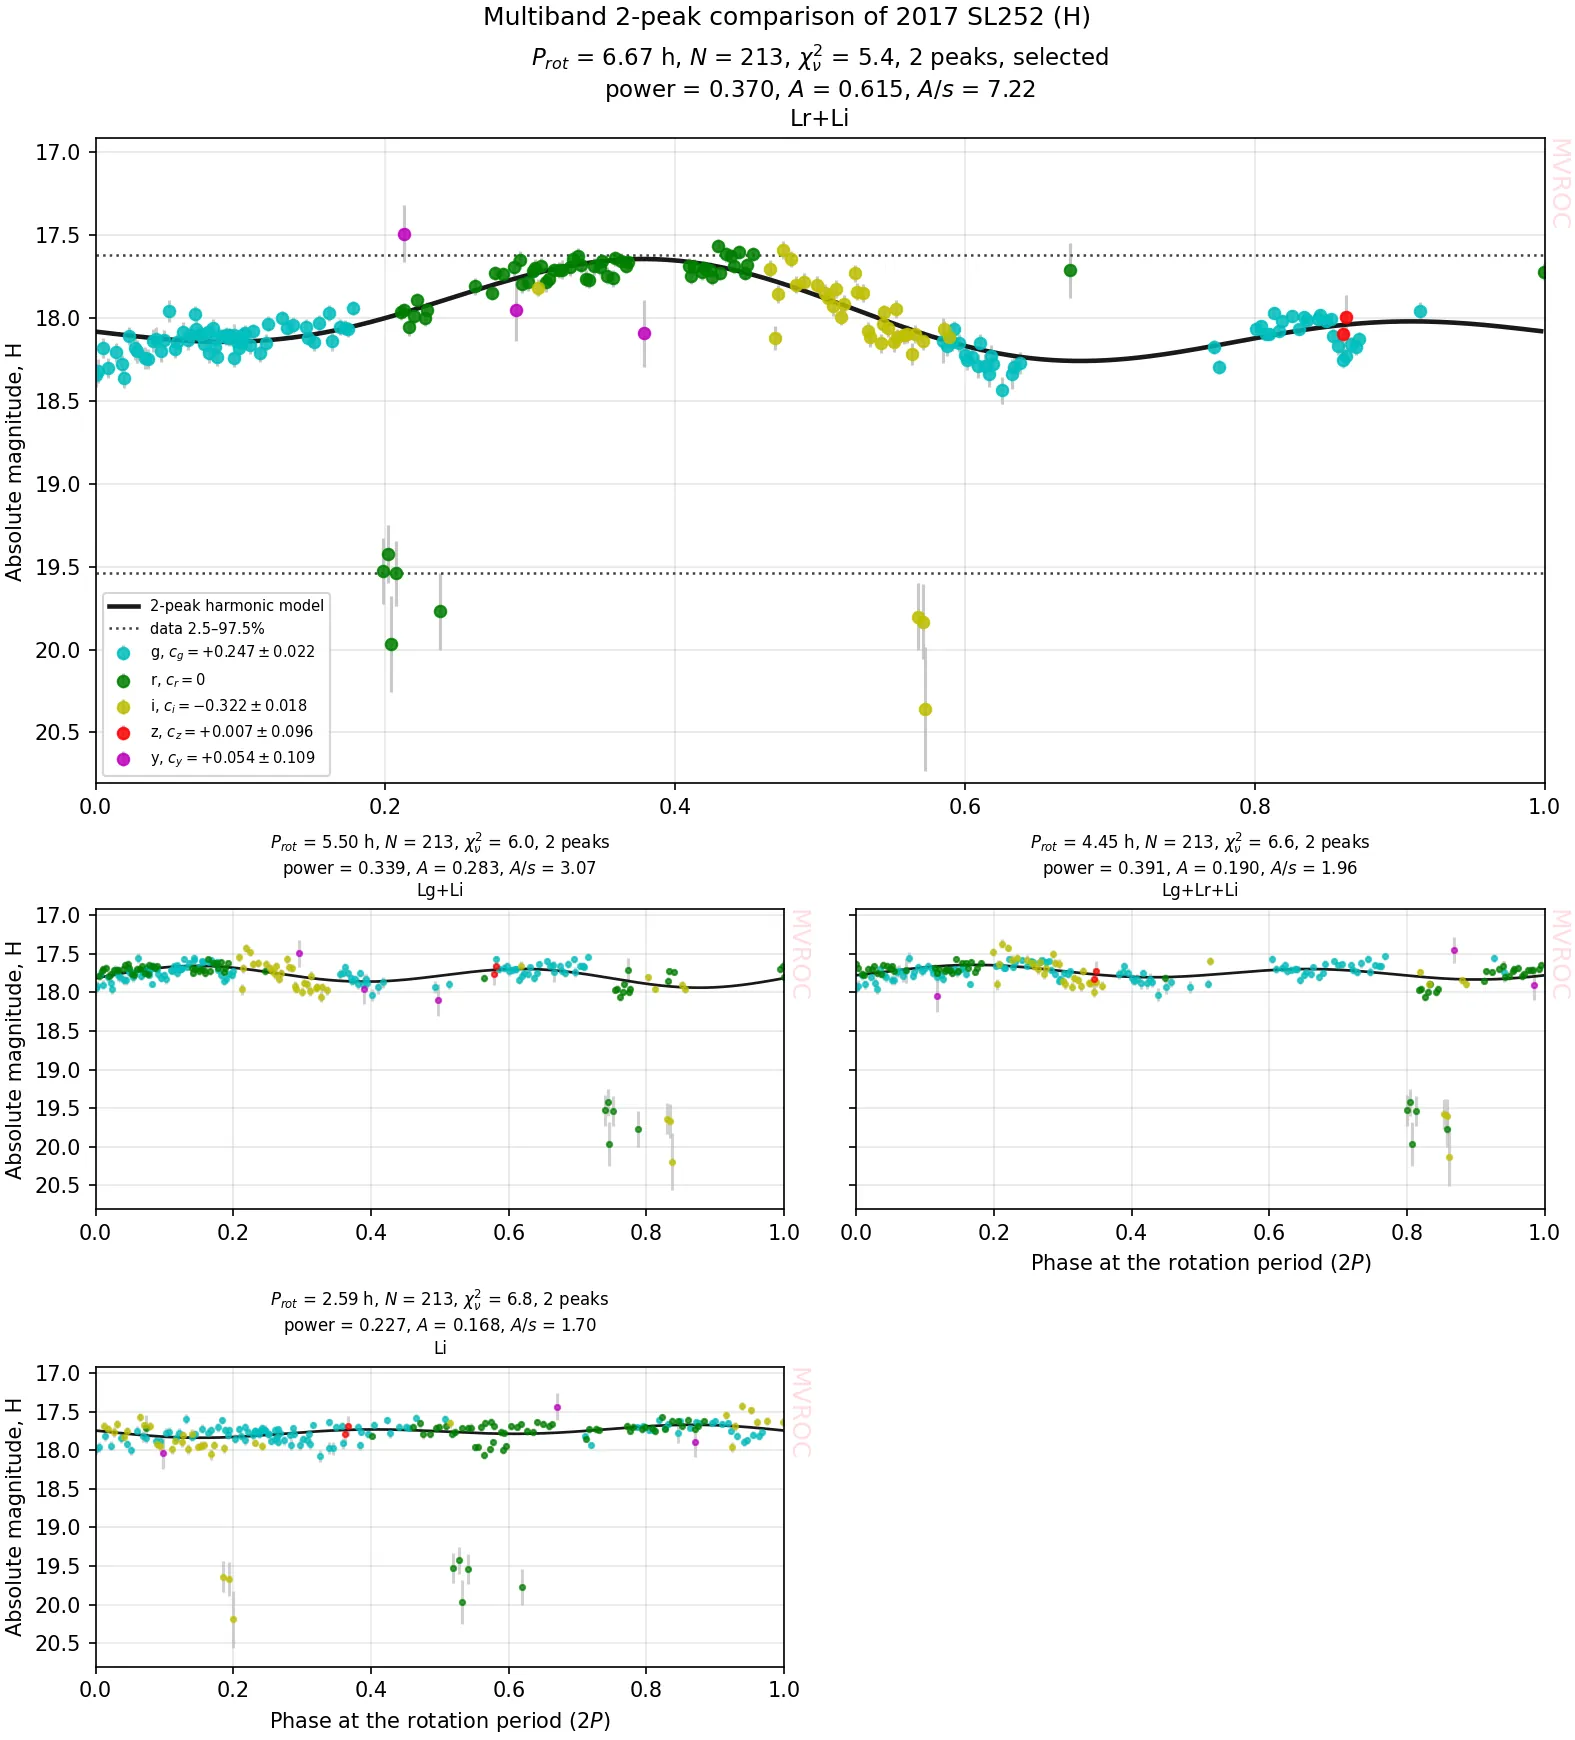 Multiband 2-peak comparison of 2017 SL252 (H)
P_rot = 6.67 h, N = 213, χ²_ν = 5.4, 2 peaks, selected
power = 0.370, A = 0.615, A/s = 7.22
Lr+Li
17.0
17.5
18.0
18.5
19.0
19.5
20.0
20.5
Absolute magnitude, H
2-peak harmonic model
data 2.5–97.5%
g, c_g = +0.247 ± 0.022
r, c_r = 0
i, c_i = −0.322 ± 0.018
z, c_z = +0.007 ± 0.096
y, c_y = +0.054 ± 0.109
0.0 0.2 0.4 0.6 0.8 1.0
MVROC
P_rot = 5.50 h, N = 213, χ²_ν = 6.0, 2 peaks
power = 0.339, A = 0.283, A/s = 3.07
Lg+Li
17.0
17.5
18.0
18.5
19.0
19.5
20.0
20.5
Absolute magnitude, H
0.0 0.2 0.4 0.6 0.8 1.0
MVROC
P_rot = 4.45 h, N = 213, χ²_ν = 6.6, 2 peaks
power = 0.391, A = 0.190, A/s = 1.96
Lg+Lr+Li
0.0 0.2 0.4 0.6 0.8 1.0
Phase at the rotation period (2P)
MVROC
P_rot = 2.59 h, N = 213, χ²_ν = 6.8, 2 peaks
power = 0.227, A = 0.168, A/s = 1.70
Li
17.0
17.5
18.0
18.5
19.0
19.5
20.0
20.5
Absolute magnitude, H
0.0 0.2 0.4 0.6 0.8 1.0
Phase at the rotation period (2P)
MVROC